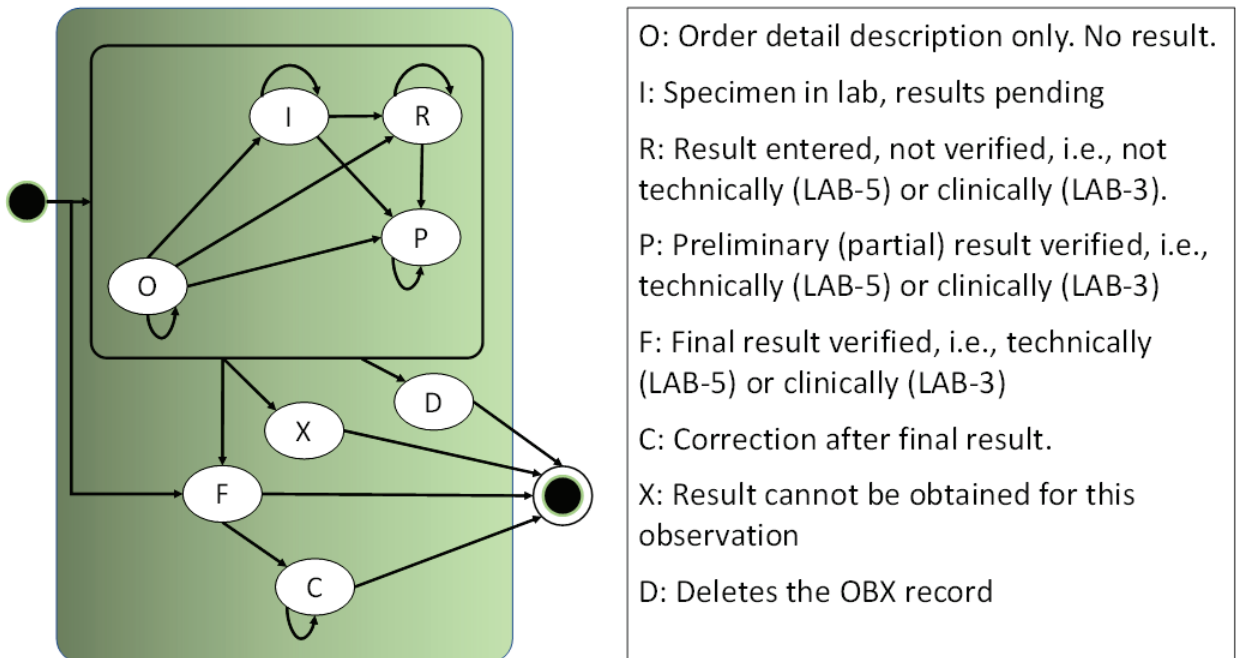 I
R
P
O
D
X
F
C
O: Order detail description only. No result.
I: Specimen in lab, results pending
R: Result entered, not verified, i.e., not
technically (LAB-5) or clinically (LAB-3).
P: Preliminary (partial) result verified, i.e.,
technically (LAB-5) or clinically (LAB-3)
F: Final result verified, i.e., technically
(LAB-5) or clinically (LAB-3)
C: Correction after final result.
X: Result cannot be obtained for this
observation
D: Deletes the OBX record